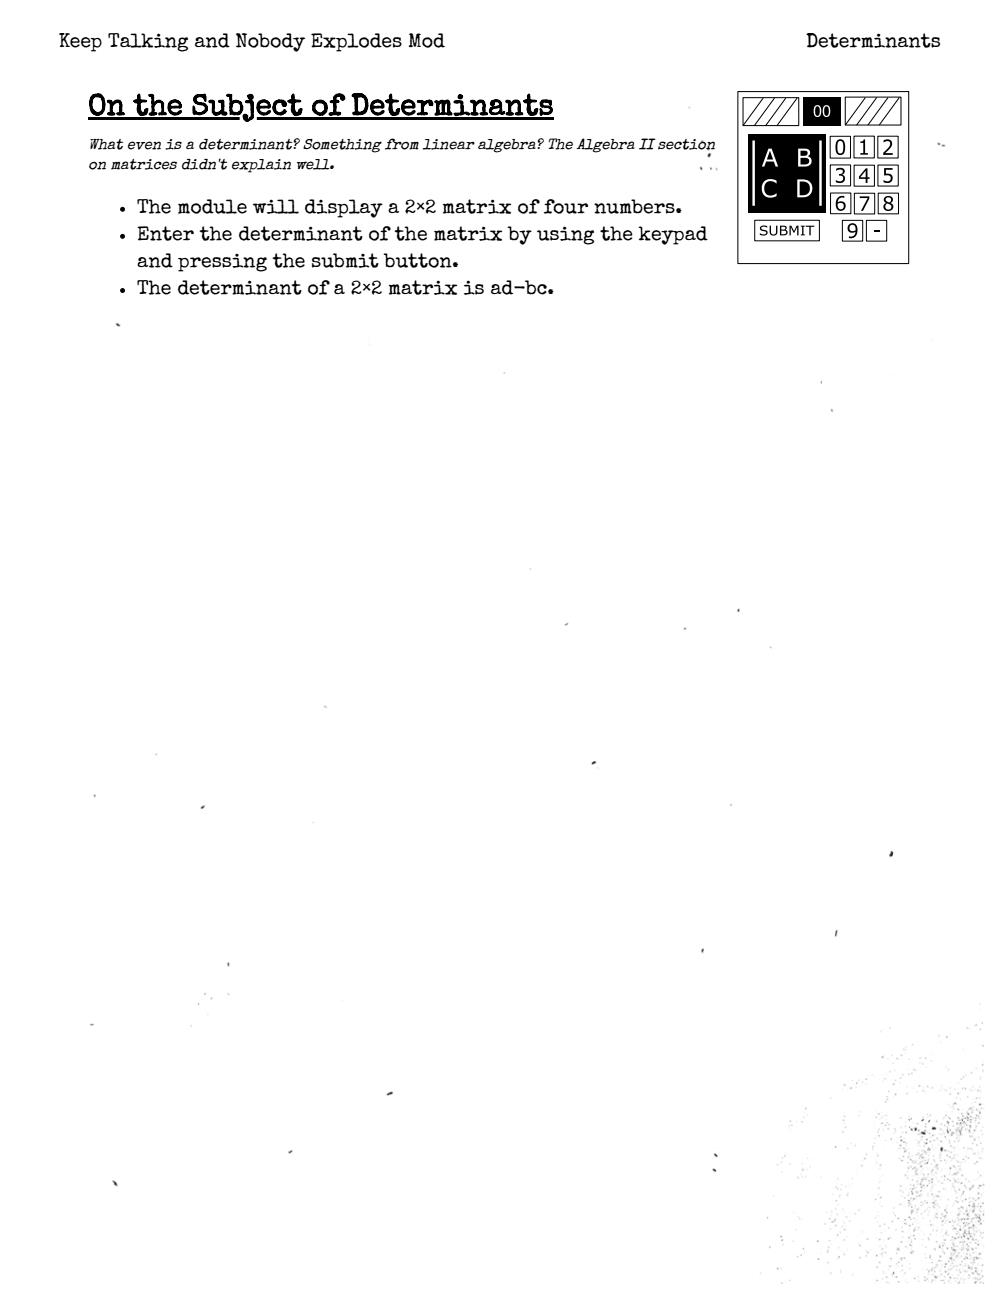 Keep Talking and Nobody Explodes Mod
Determinants
On the Subject of Determinants
What even is a determinant? Something from linear algebra? The Algebra II section
on matrices didn't explain well.
• The module will display a 2×2 matrix of four numbers.
• Enter the determinant of the matrix by using the keypad
and pressing the submit button.
• The determinant of a 2×2 matrix is ad-bc.
00
A B
C D
0 1 2
3 4 5
6 7 8
SUBMIT
9 -